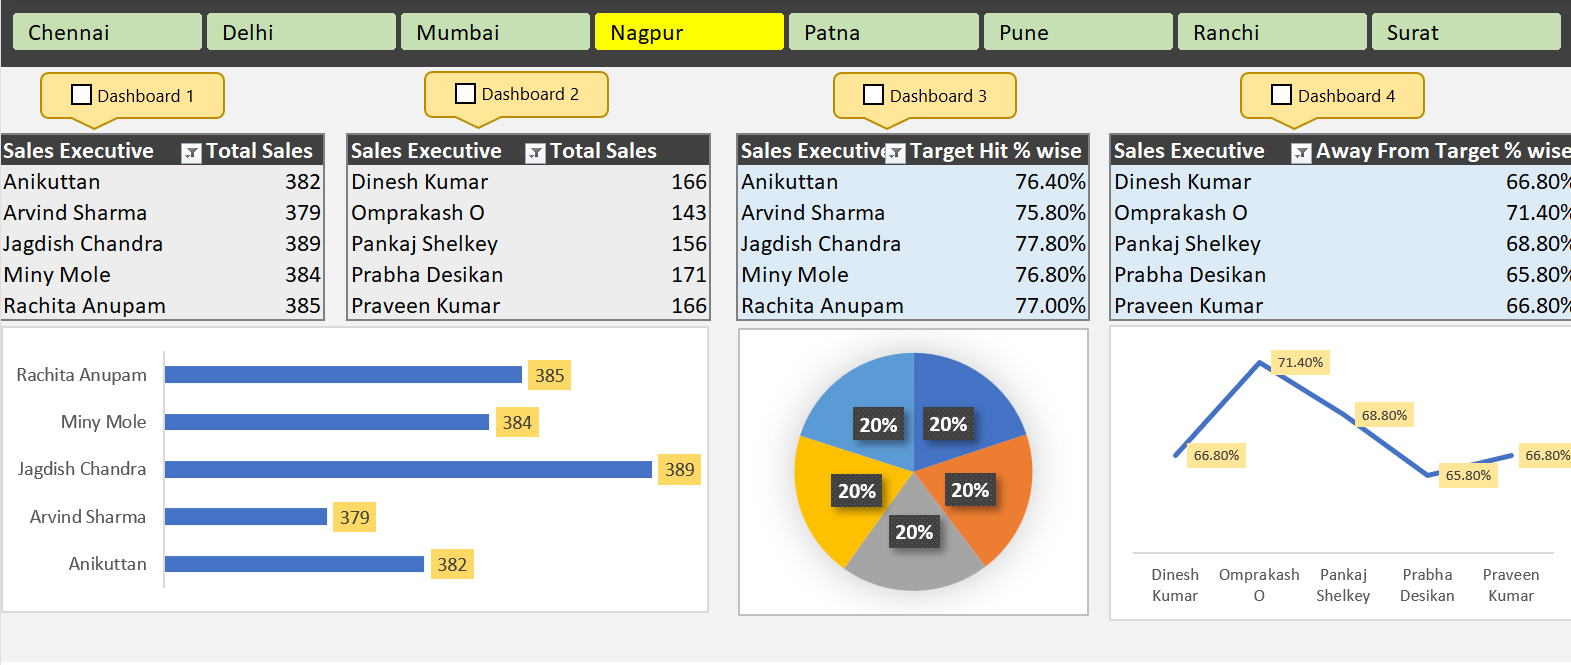 Chennai Delhi Mumbai Nagpur Patna Pune Ranchi Surat
Dashboard 1 Dashboard 2 Dashboard 3 Dashboard 4
Sales Executive Total Sales
Anikuttan 382
Arvind Sharma 379
Jagdish Chandra 389
Miny Mole 384
Rachita Anupam 385
Sales Executive Total Sales
Dinesh Kumar 166
Omprakash O 143
Pankaj Shelkey 156
Prabha Desikan 171
Praveen Kumar 166
Sales Executive Target Hit % wise
Anikuttan 76.40%
Arvind Sharma 75.80%
Jagdish Chandra 77.80%
Miny Mole 76.80%
Rachita Anupam 77.00%
Sales Executive Away From Target % wise
Dinesh Kumar 66.80%
Omprakash O 71.40%
Pankaj Shelkey 68.80%
Prabha Desikan 65.80%
Praveen Kumar 66.80%
Rachita Anupam 385
Miny Mole 384
Jagdish Chandra 389
Arvind Sharma 379
Anikuttan 382
20% 20%
20% 20%
20%
71.40%
68.80%
66.80% 66.80%
65.80%
Dinesh Omprakash Pankaj Prabha Praveen
Kumar O Shelkey Desikan Kumar